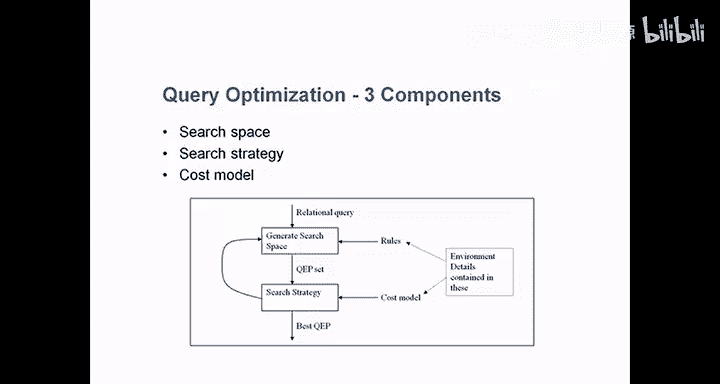 bilibili
Query Optimization - 3 Components
• Search space
• Search strategy
• Cost model
Relational query
Generate Search
Space
Rules
Environment
Details
contained in
these
QEP set
Search Strategy
Cost model
Best QEP